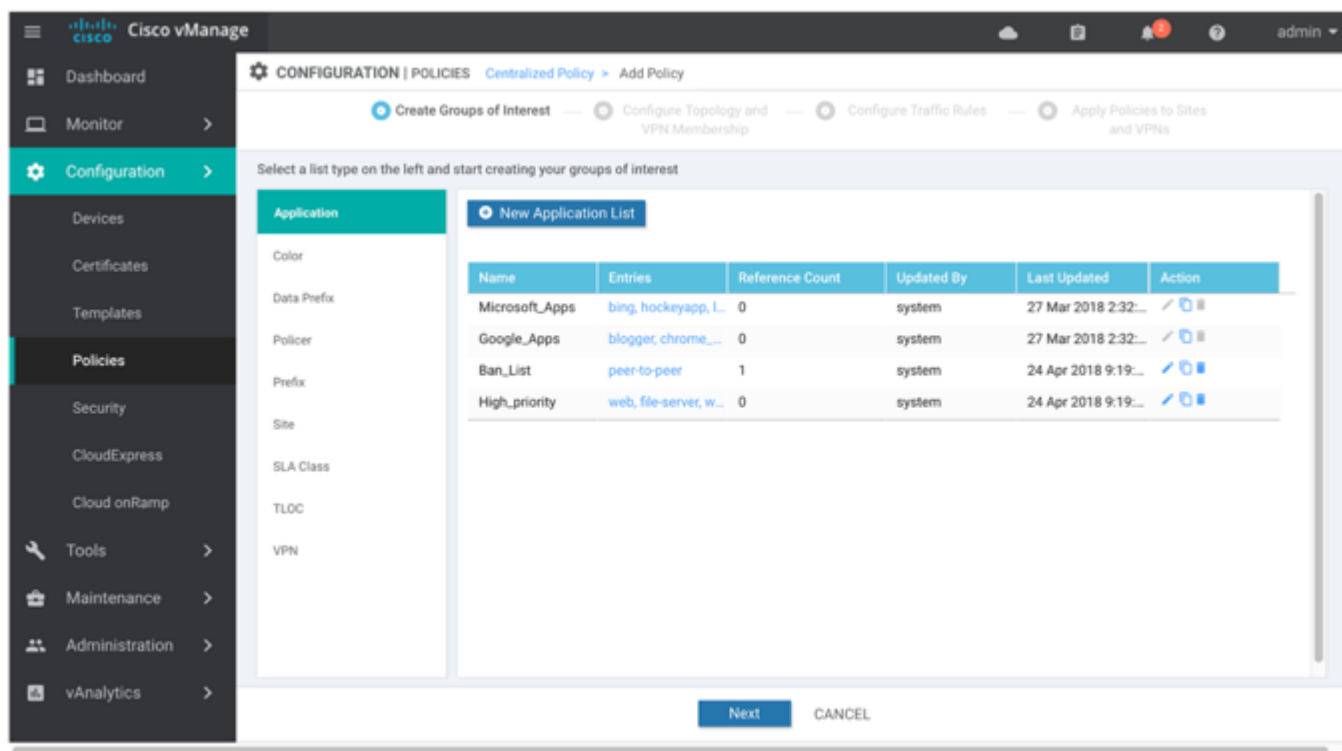 CISCO Cisco vManage
2
admin
Dashboard
Monitor
Configuration
Devices
Certificates
Templates
Policies
Security
CloudExpress
Cloud onRamp
Tools
Maintenance
Administration
vAnalytics
CONFIGURATION | POLICIES Centralized Policy > Add Policy
Create Groups of Interest
Configure Topology and
VPN Membership
Configure Traffic Rules
Apply Policies to Sites
and VPNs
Select a list type on the left and start creating your groups of interest
Application
Color
Data Prefix
Policer
Prefix
Site
SLA Class
TLOC
VPN
New Application List
Name Entries Reference Count Updated By Last Updated Action
Microsoft_Apps bing, hockeyapp, l... 0 system 27 Mar 2018 2:32:...
Google_Apps blogger, chrome_... 0 system 27 Mar 2018 2:32:...
Ban_List peer-to-peer 1 system 24 Apr 2018 9:19:...
High_priority web, file-server, w... 0 system 24 Apr 2018 9:19:...
Next CANCEL